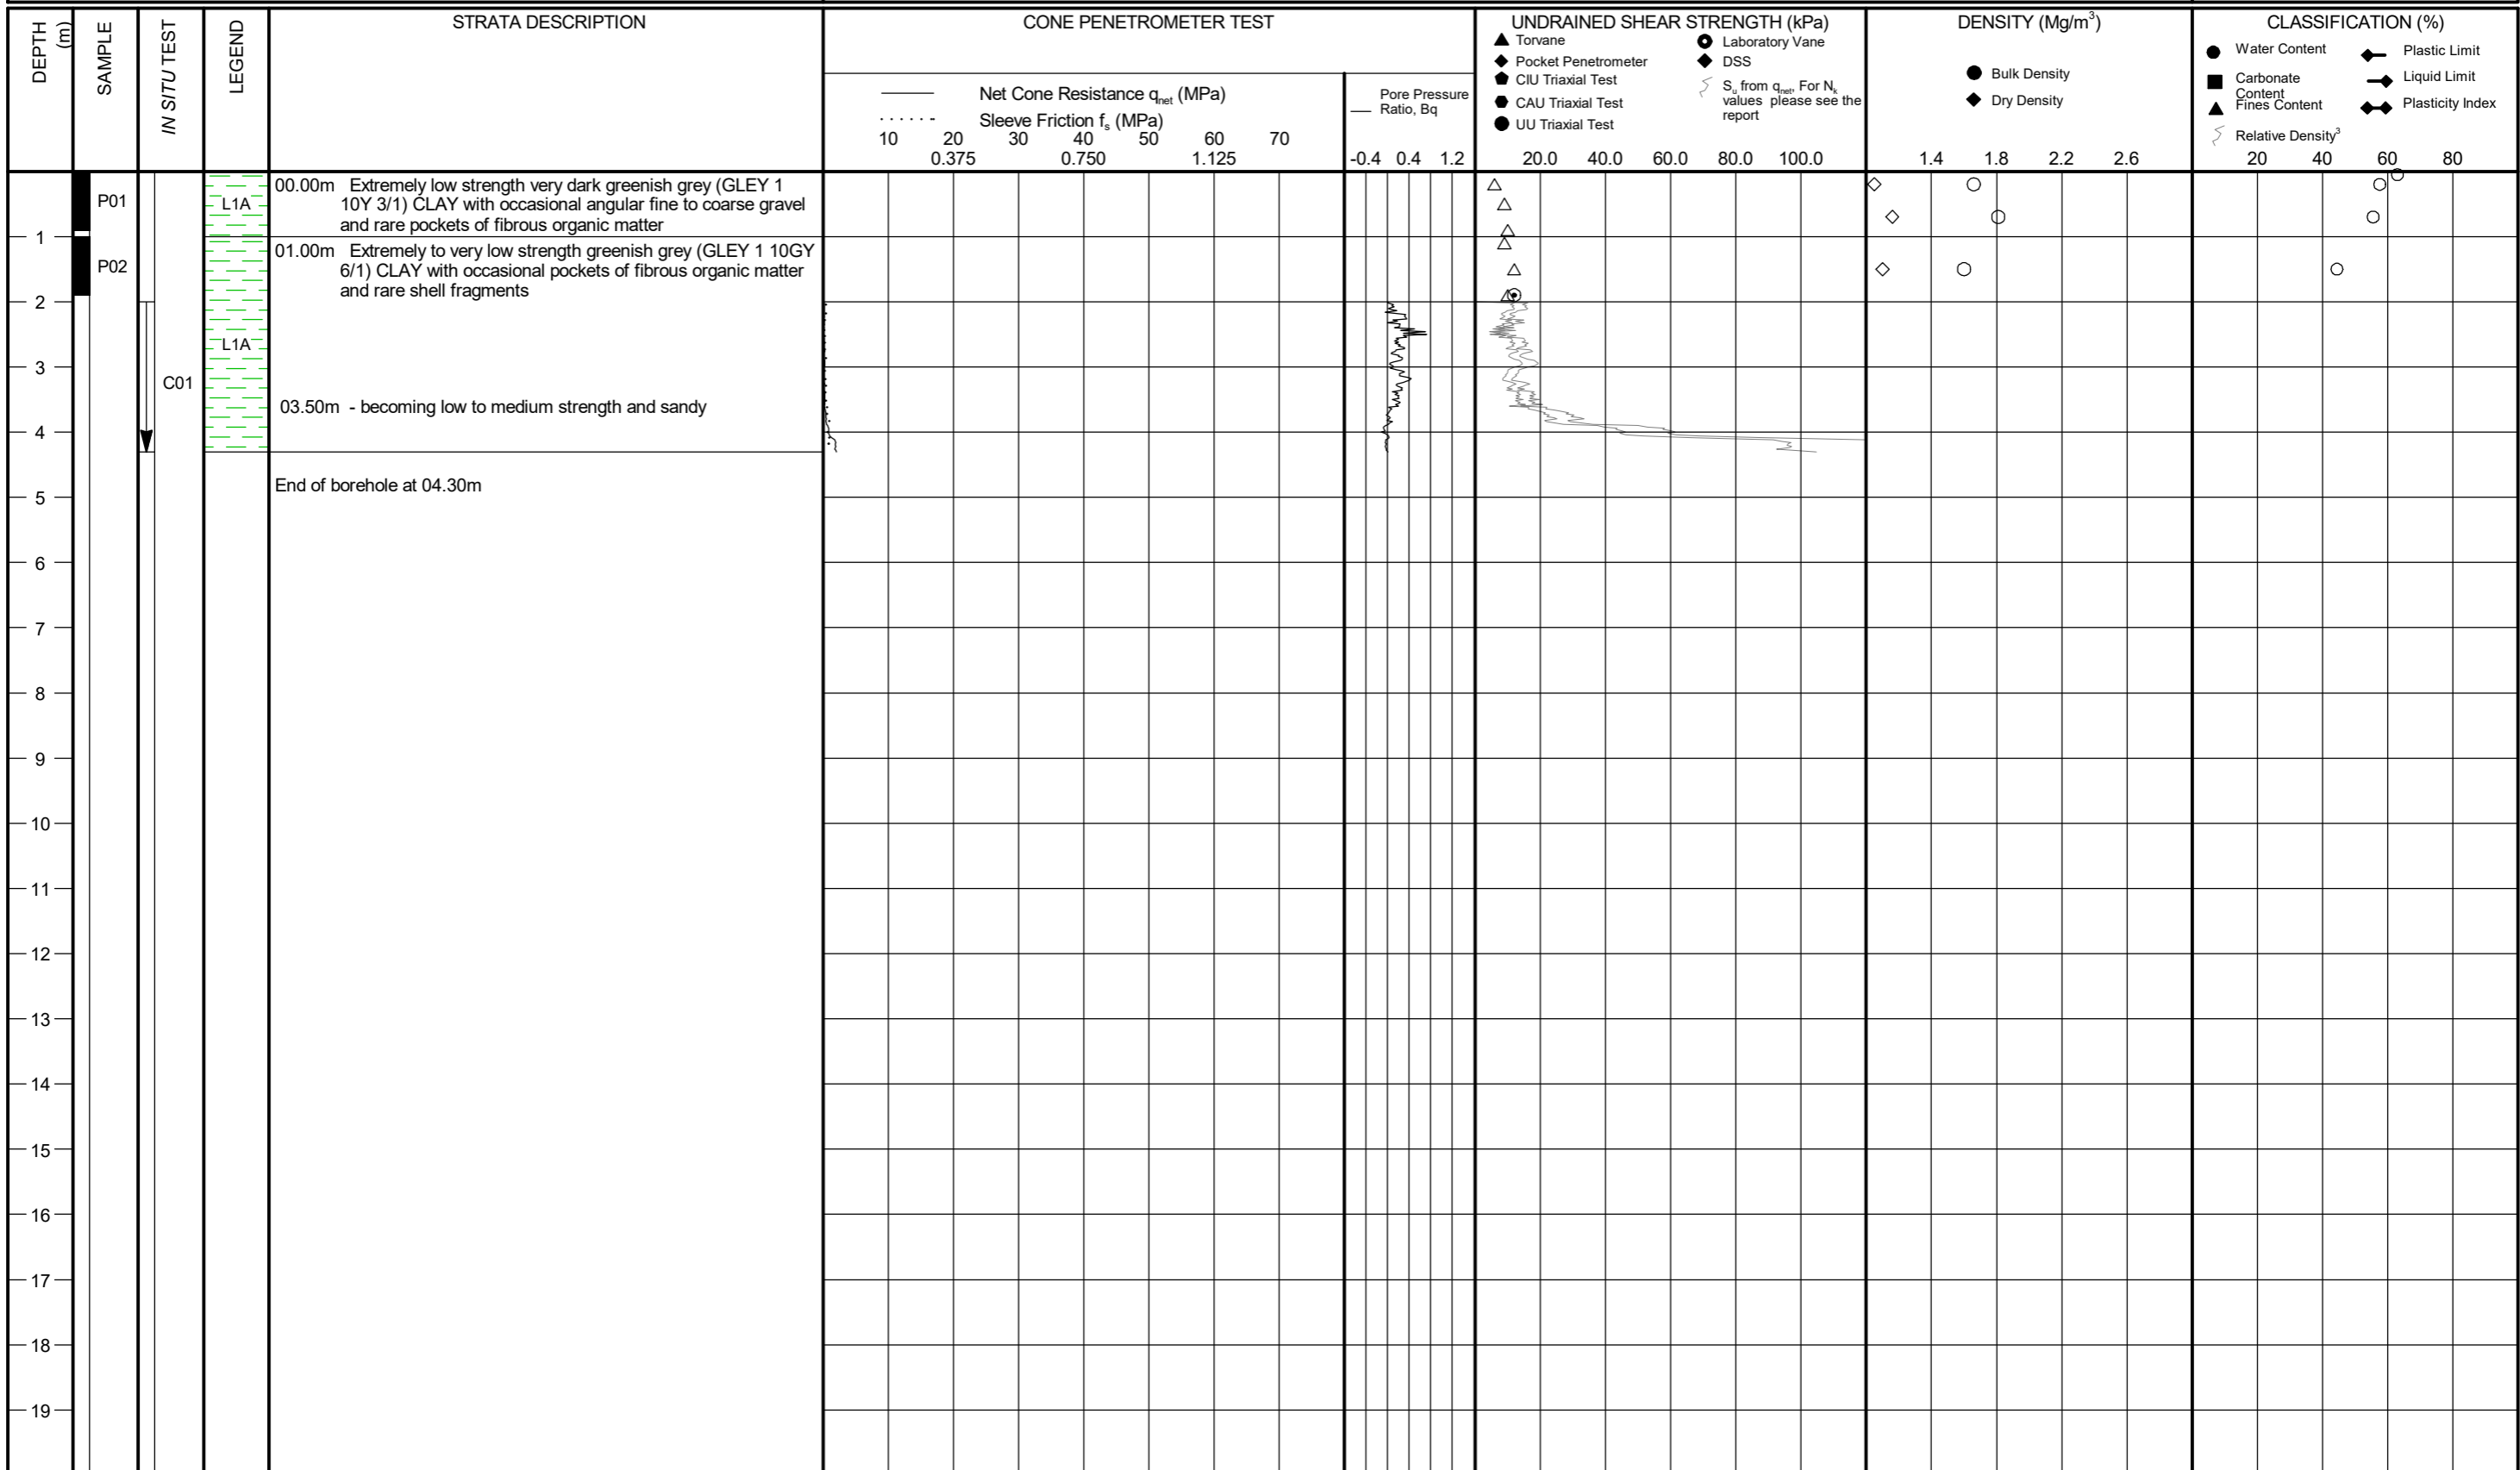 DEPTH (m)
SAMPLE
IN SITU TEST
LEGEND
STRATA DESCRIPTION
CONE PENETROMETER TEST
Net Cone Resistance qnet (MPa)
Sleeve Friction fs (MPa)
10 20 30 40 50 60 70
0.375 0.750 1.125
Pore Pressure
Ratio, Bq
-0.4 0.4 1.2
UNDRAINED SHEAR STRENGTH (kPa)
Torvane
Pocket Penetrometer
CIU Triaxial Test
CAU Triaxial Test
UU Triaxial Test
Laboratory Vane
DSS
Su from qnet, For Nk
values please see the
report
20.0 40.0 60.0 80.0 100.0
DENSITY (Mg/m³)
Bulk Density
Dry Density
1.4 1.8 2.2 2.6
CLASSIFICATION (%)
Water Content
Carbonate
Content
Fines Content
Relative Density³
Plastic Limit
Liquid Limit
Plasticity Index
20 40 60 80
P01
L1A
00.00m Extremely low strength very dark greenish grey (GLEY 1
10Y 3/1) CLAY with occasional angular fine to coarse gravel
and rare pockets of fibrous organic matter
1
P02
01.00m Extremely to very low strength greenish grey (GLEY 1 10GY
6/1) CLAY with occasional pockets of fibrous organic matter
and rare shell fragments
2
L1A
3
C01
03.50m - becoming low to medium strength and sandy
4
End of borehole at 04.30m
5
6
7
8
9
10
11
12
13
14
15
16
17
18
19